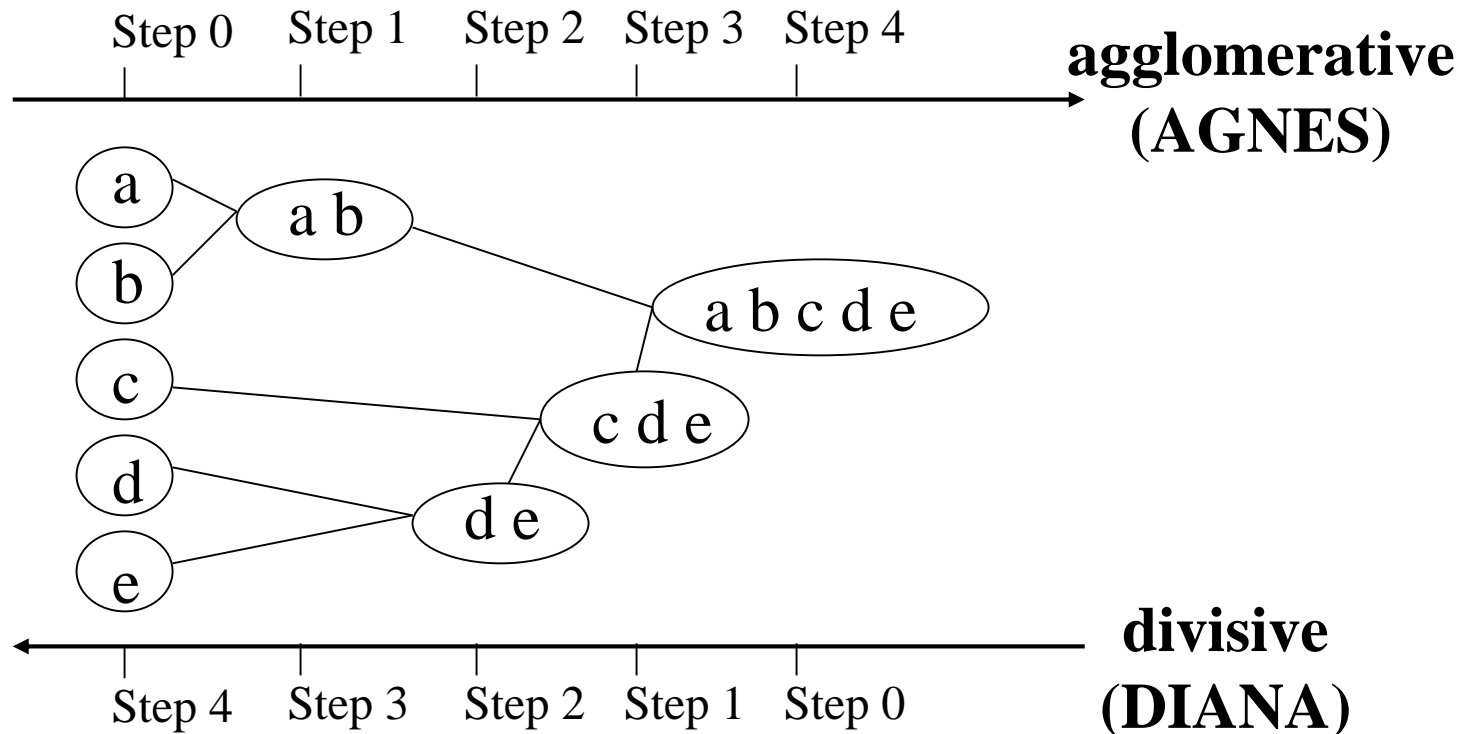 Step 0 Step 1 Step 2 Step 3 Step 4
agglomerative
(AGNES)
a
a b
b
a b c d e
c
c d e
d
d e
e
divisive
(DIANA)
Step 4 Step 3 Step 2 Step 1 Step 0